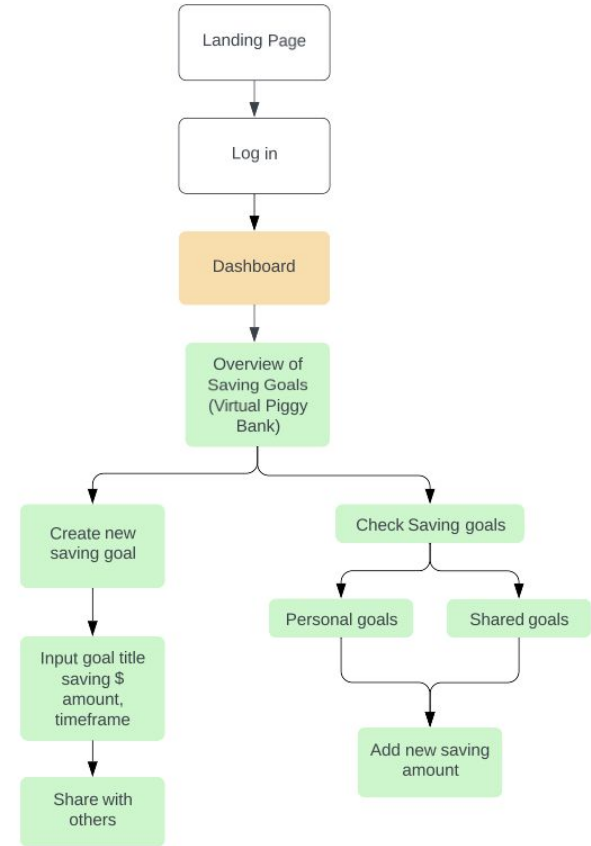 Landing Page
Log in
Dashboard
Overview of
Saving Goals
(Virtual Piggy
Bank)
Create new
saving goal
Check Saving goals
Personal goals
Shared goals
Input goal title
saving $
amount,
timeframe
Add new saving
amount
Share with
others